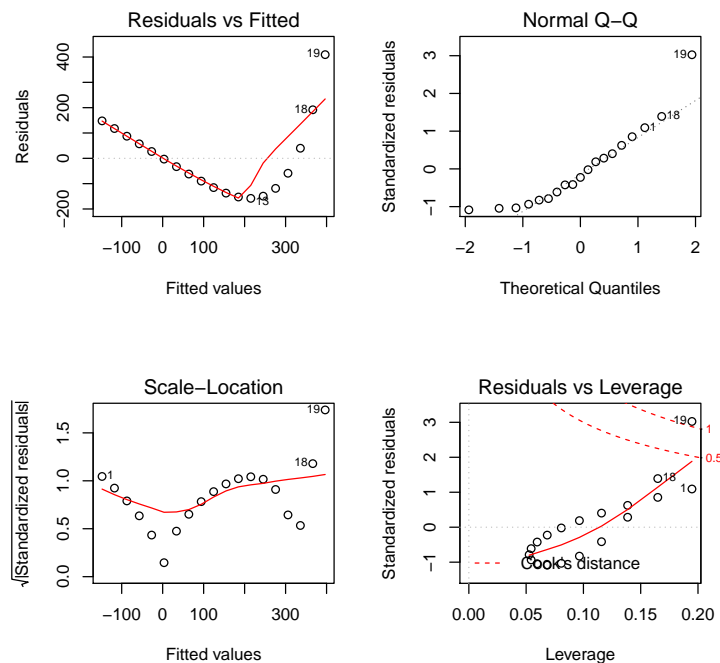 Residuals vs Fitted
Residuals
400
200
0
−200
19
18
13
−100 0 100 300
Fitted values
Normal Q−Q
Standardized residuals
3
2
1
0
−1
19
18
1
−2 −1 0 1 2
Theoretical Quantiles
Scale−Location
√|Standardized residuals|
1.5
1.0
0.5
0.0
19
18
1
−100 0 100 300
Fitted values
Residuals vs Leverage
Standardized residuals
3
2
1
0
−1
19
18
1
1
0.5
Cook's distance
0.00 0.05 0.10 0.15 0.20
Leverage